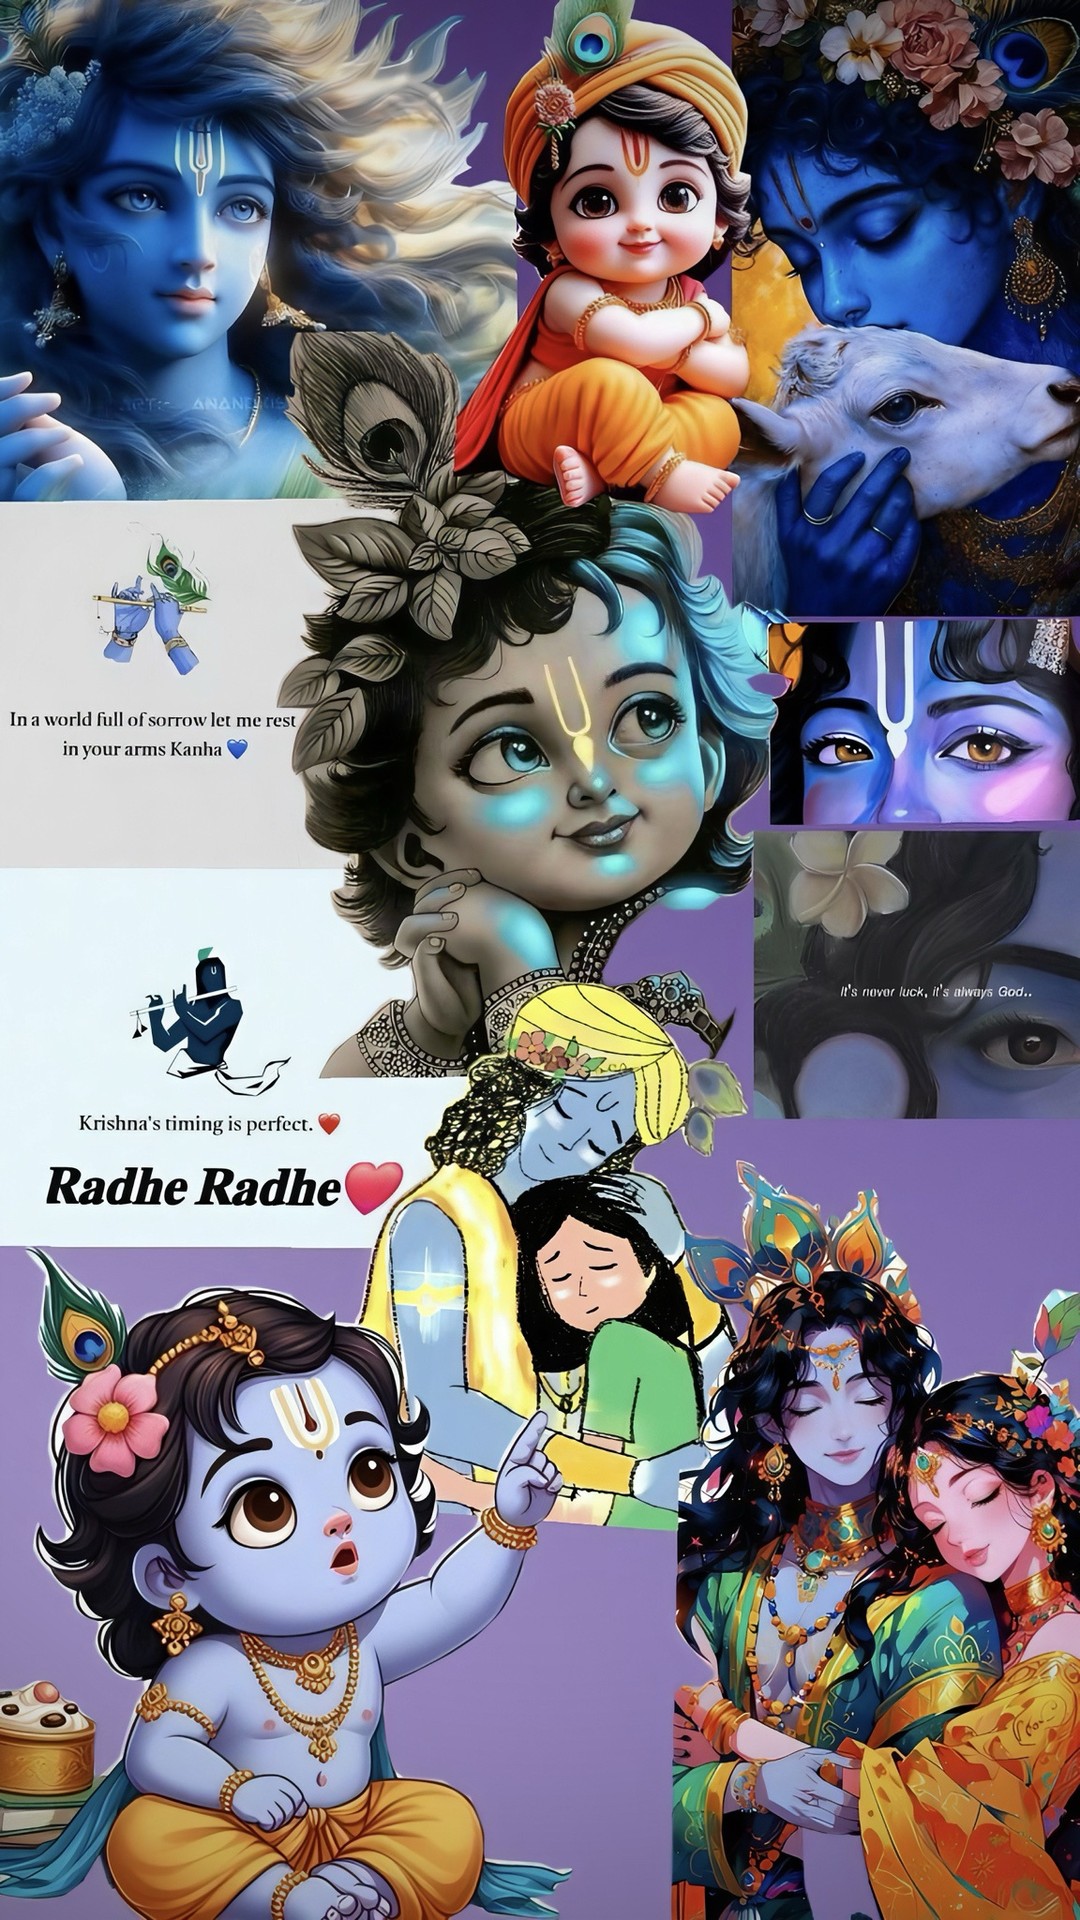 In a world full of sorrow let me rest
in your arms Kanha 💙
It's never luck, it's always God..
Krishna's timing is perfect. ❤️
Radhe Radhe❤️